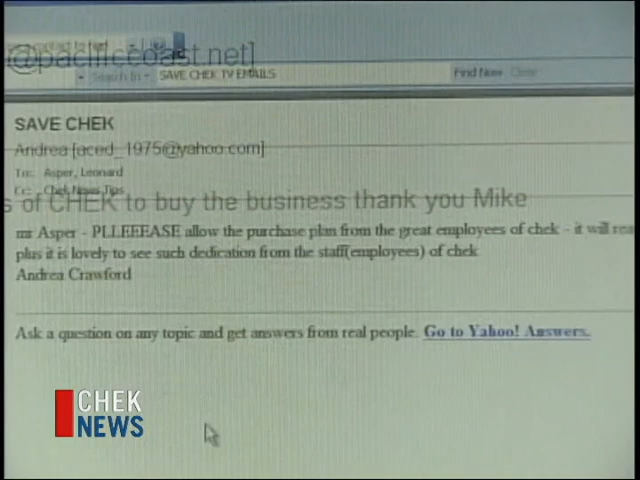 @pacificcoast.net]
Search In
SAVE CHEK TV EMAILS
Find Now
Clear
SAVE CHEK
Andrea [aced_1975@yahoo.com]
To: Asper, Leonard
Cc: Chek News Tips
s of CHEK to buy the business thank you Mike
mr Asper - PLLEEEASE allow the purchase plan from the great employees of chek - it will
plus it is lovely to see such dedication from the staff(employees) of chek
Andrea Crawford
Ask a question on any topic and get answers from real people. Go to Yahoo! Answers.
CHEK
NEWS